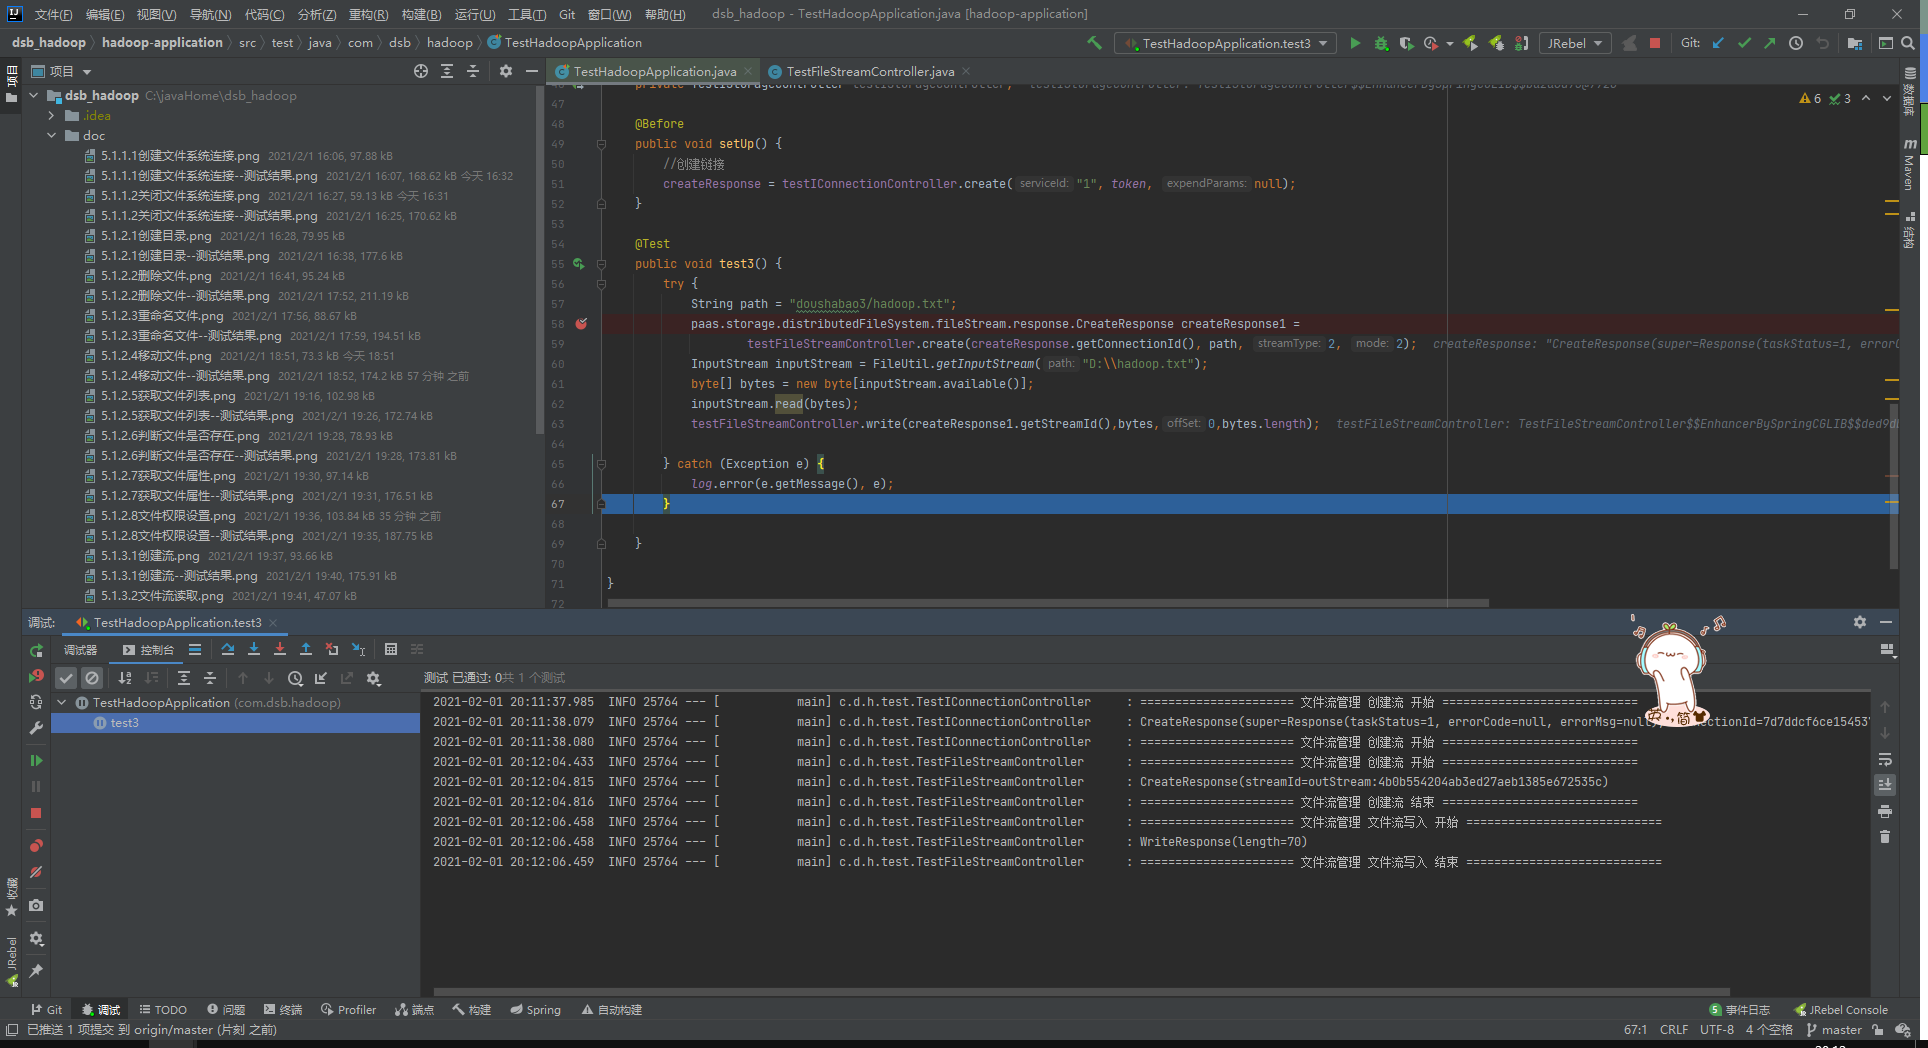 文件(F) 编辑(E) 视图(V) 导航(N) 代码(C) 分析(Z) 重构(R) 构建(B) 运行(U) 工具(T) Git 窗口(W) 帮助(H) dsb_hadoop - TestHadoopApplication.java [hadoop-application]
dsb_hadoop hadoop-application src test java com dsb hadoop TestHadoopApplication TestHadoopApplication.test3 JRebel Git:
项目
TestHadoopApplication.java TestFileStreamController.java
dsb_hadoop C:\javaHome\dsb_hadoop
.idea
doc
5.1.1.1创建文件系统连接.png 2021/2/1 16:06, 97.88 kB
5.1.1.1创建文件系统连接--测试结果.png 2021/2/1 16:07, 168.62 kB 今天 16:32
5.1.1.2关闭文件系统连接.png 2021/2/1 16:27, 59.13 kB 今天 16:31
5.1.1.2关闭文件系统连接--测试结果.png 2021/2/1 16:25, 170.62 kB
5.1.2.1创建目录.png 2021/2/1 16:28, 79.95 kB
5.1.2.1创建目录--测试结果.png 2021/2/1 16:38, 177.6 kB
5.1.2.2删除文件.png 2021/2/1 16:41, 95.24 kB
5.1.2.2删除文件--测试结果.png 2021/2/1 17:52, 211.19 kB
5.1.2.3重命名文件.png 2021/2/1 17:56, 88.67 kB
5.1.2.3重命名文件--测试结果.png 2021/2/1 17:59, 194.51 kB
5.1.2.4移动文件.png 2021/2/1 18:51, 73.3 kB 今天 18:51
5.1.2.4移动文件--测试结果.png 2021/2/1 18:52, 174.2 kB 57 分钟 之前
5.1.2.5获取文件列表.png 2021/2/1 19:16, 102.98 kB
5.1.2.5获取文件列表--测试结果.png 2021/2/1 19:26, 172.74 kB
5.1.2.6判断文件是否存在.png 2021/2/1 19:28, 78.93 kB
5.1.2.6判断文件是否存在--测试结果.png 2021/2/1 19:28, 173.81 kB
5.1.2.7获取文件属性.png 2021/2/1 19:30, 97.14 kB
5.1.2.7获取文件属性--测试结果.png 2021/2/1 19:31, 176.51 kB
5.1.2.8文件权限设置.png 2021/2/1 19:36, 103.84 kB 35 分钟 之前
5.1.2.8文件权限设置--测试结果.png 2021/2/1 19:35, 187.75 kB
5.1.3.1创建流.png 2021/2/1 19:37, 93.66 kB
5.1.3.1创建流--测试结果.png 2021/2/1 19:40, 175.91 kB
5.1.3.2文件流读取.png 2021/2/1 19:41, 47.07 kB
6 3
47
48 @Before
49 public void setUp() {
50 //创建链接
51 createResponse = testIConnectionController.create( serviceId: "1", token, expendParams: null);
52 }
53
54 @Test
55 public void test3() {
56 try {
57 String path = "doushabao3/hadoop.txt";
58 paas.storage.distributedFileSystem.fileStream.response.CreateResponse createResponse1 =
59 testFileStreamController.create(createResponse.getConnectionId(), path, streamType: 2, mode: 2); createResponse: "CreateResponse(super=Response(taskStatus=1, error
60 InputStream inputStream = FileUtil.getInputStream( path: "D:\\hadoop.txt");
61 byte[] bytes = new byte[inputStream.available()];
62 inputStream.read(bytes);
63 testFileStreamController.write(createResponse1.getStreamId(),bytes, offSet: 0,bytes.length); testFileStreamController: TestFileStreamController$$EnhancerBySpringCGLIB$$ded9d
64
65 } catch (Exception e) {
66 log.error(e.getMessage(), e);
67 }
68
69 }
70
71 }
72
数据库
Maven
结构
调试: TestHadoopApplication.test3
调试器 控制台
测试 已通过: 0共 1 个测试
TestHadoopApplication (com.dsb.hadoop)
test3
2021-02-01 20:11:37.985 INFO 25764 --- [ main] c.d.h.test.TestIConnectionController : ====================== 文件流管理 创建流 开始 ============================
2021-02-01 20:11:38.079 INFO 25764 --- [ main] c.d.h.test.TestIConnectionController : CreateResponse(super=Response(taskStatus=1, errorCode=null, errorMsg=null), connectionId=7d7ddcf6ce15453
2021-02-01 20:11:38.080 INFO 25764 --- [ main] c.d.h.test.TestIConnectionController : ====================== 文件流管理 创建流 开始 ============================
2021-02-01 20:12:04.433 INFO 25764 --- [ main] c.d.h.test.TestFileStreamController : ====================== 文件流管理 创建流 开始 ============================
2021-02-01 20:12:04.815 INFO 25764 --- [ main] c.d.h.test.TestFileStreamController : CreateResponse(streamId=outStream:4b0b554204ab3ed27aeb1385e672535c)
2021-02-01 20:12:04.816 INFO 25764 --- [ main] c.d.h.test.TestFileStreamController : ====================== 文件流管理 创建流 结束 ============================
2021-02-01 20:12:06.458 INFO 25764 --- [ main] c.d.h.test.TestFileStreamController : ====================== 文件流管理 文件流写入 开始 ============================
2021-02-01 20:12:06.458 INFO 25764 --- [ main] c.d.h.test.TestFileStreamController : WriteResponse(length=70)
2021-02-01 20:12:06.459 INFO 25764 --- [ main] c.d.h.test.TestFileStreamController : ====================== 文件流管理 文件流写入 结束 ============================
收藏
JRebel
Git 调试 TODO 问题 终端 Profiler 端点 构建 Spring 自动构建 5 事件日志 JRebel Console
已推送 1 项提交 到 origin/master (片刻 之前) 67:1 CRLF UTF-8 4 个空格 master